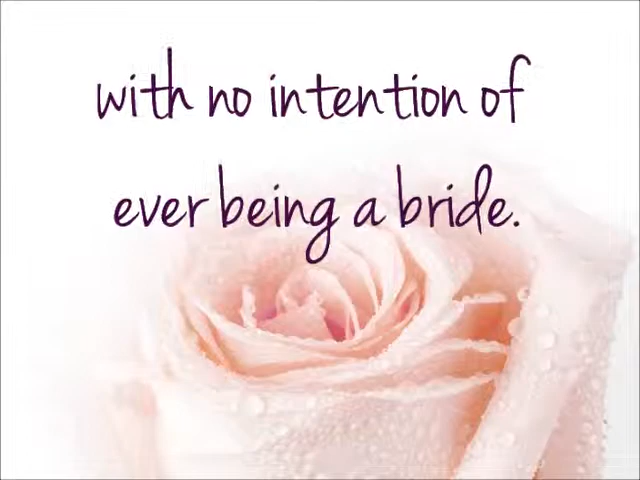 with no intention of
ever being a bride.